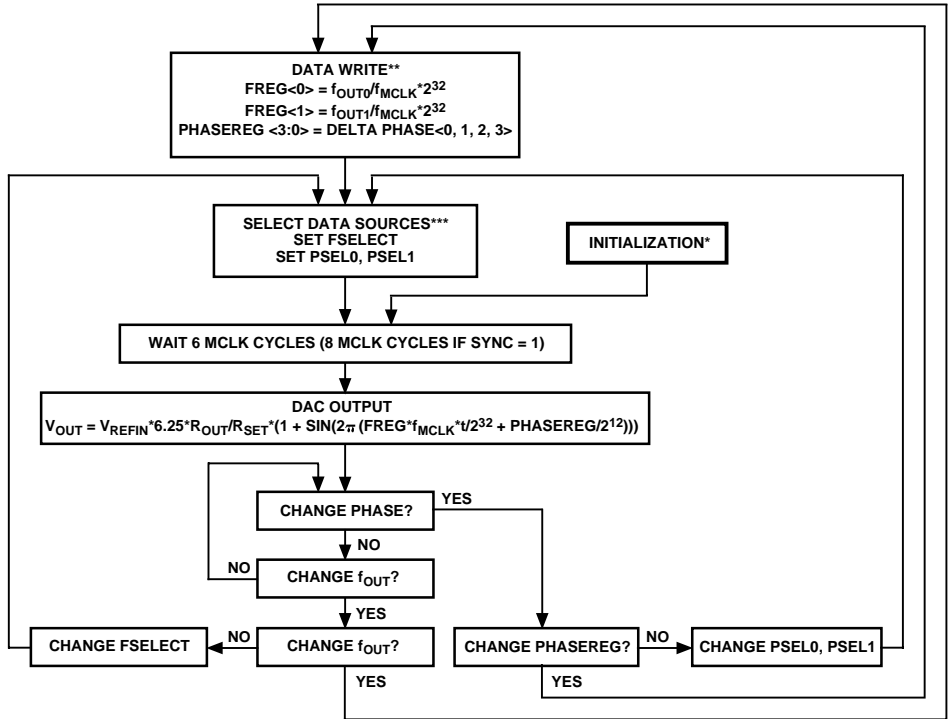 DATA WRITE**
FREG<0> = fOUT0/fMCLK*2^32
FREG<1> = fOUT1/fMCLK*2^32
PHASEREG <3:0> = DELTA PHASE<0, 1, 2, 3>
SELECT DATA SOURCES***
SET FSELECT
SET PSEL0, PSEL1
INITIALIZATION*
WAIT 6 MCLK CYCLES (8 MCLK CYCLES IF SYNC = 1)
DAC OUTPUT
VOUT = VREFIN*6.25*ROUT/RSET*(1 + SIN(2π (FREG*fMCLK*t/2^32 + PHASEREG/2^12)))
CHANGE PHASE?
YES
NO
NO
CHANGE fOUT?
YES
CHANGE FSELECT
NO
CHANGE fOUT?
CHANGE PHASEREG?
NO
CHANGE PSEL0, PSEL1
YES
YES